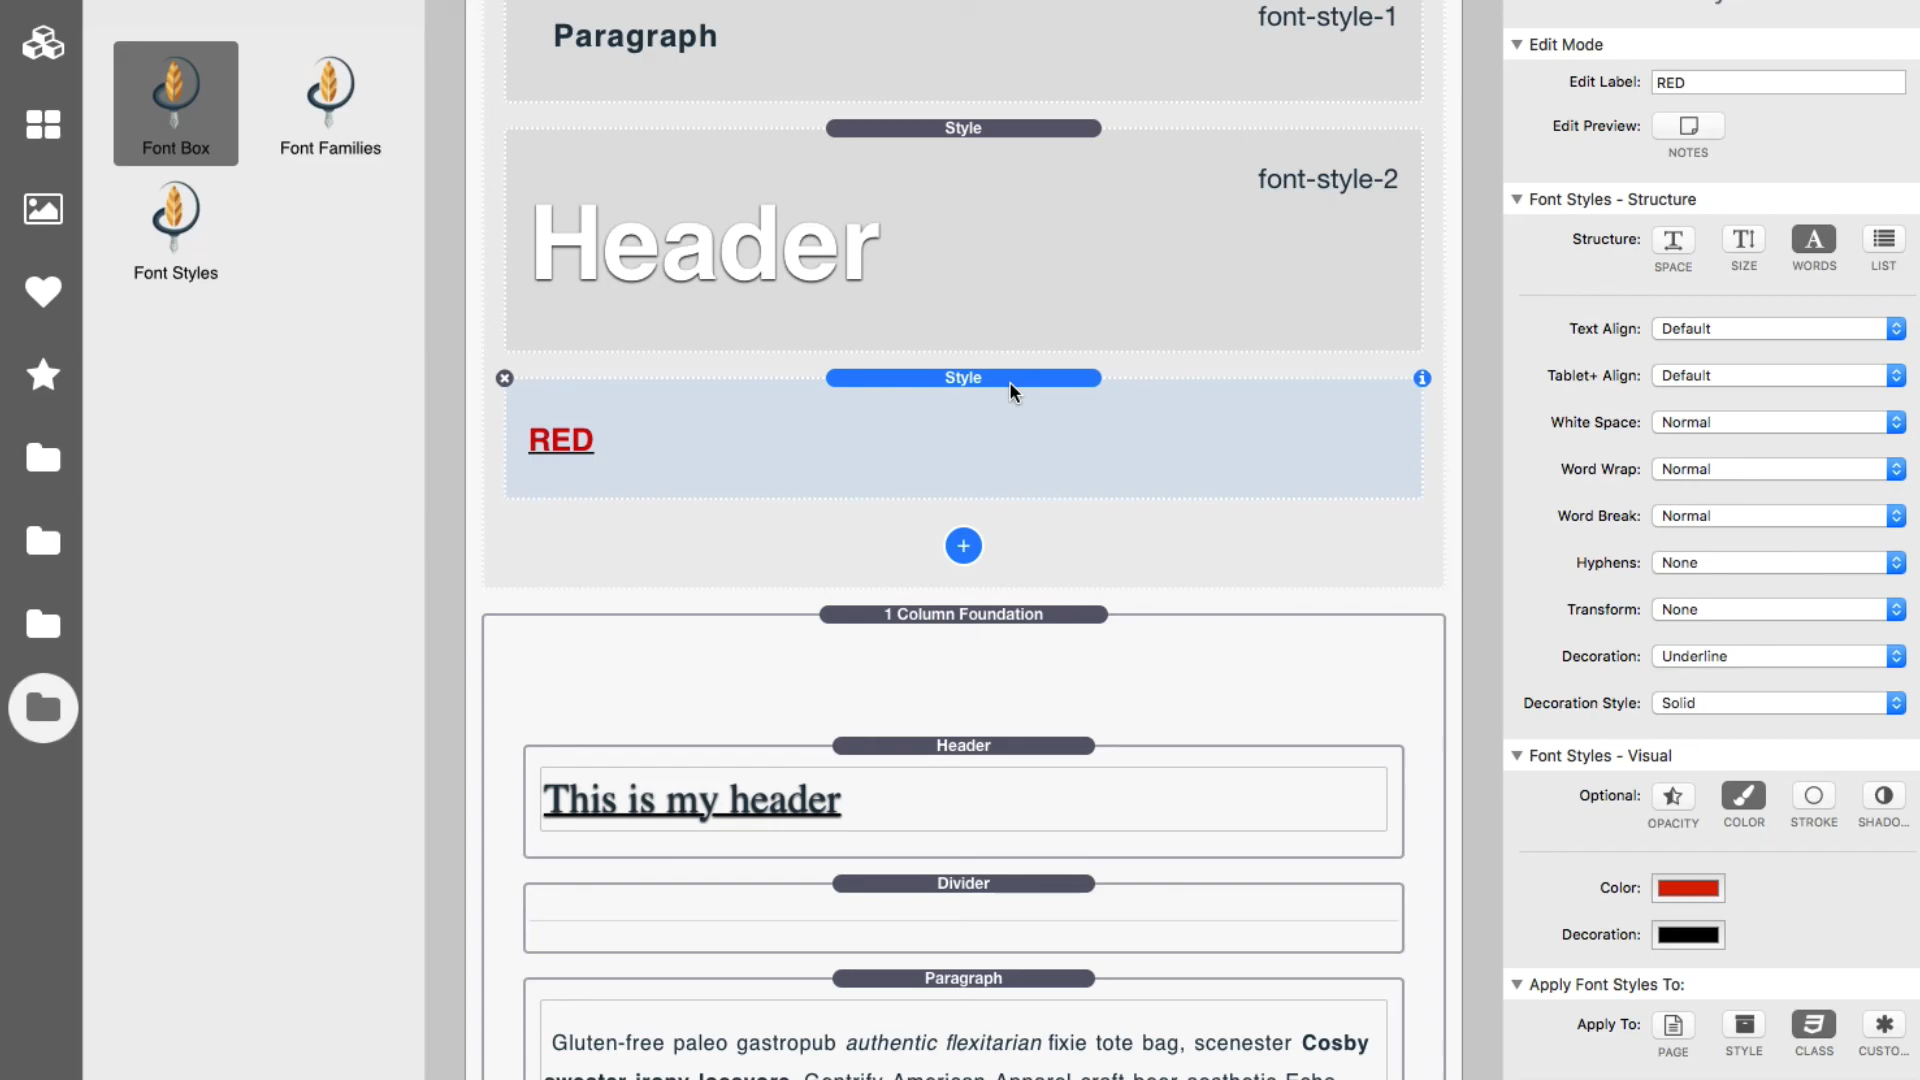 Font Box
Font Families
Font Styles
font-style-1
Paragraph
Style
font-style-2
Header
Style
RED
1 Column Foundation
Header
This is my header
Divider
Paragraph
Gluten-free paleo gastropub authentic flexitarian fixie tote bag, scenester Cosby
Edit Mode
Edit Label: RED
Edit Preview:
NOTES
Font Styles - Structure
Structure:
SPACE SIZE WORDS LIST
Text Align: Default
Tablet+ Align: Default
White Space: Normal
Word Wrap: Normal
Word Break: Normal
Hyphens: None
Transform: None
Decoration: Underline
Decoration Style: Solid
Font Styles - Visual
Optional:
OPACITY COLOR STROKE SHADO...
Color:
Decoration:
Apply Font Styles To:
Apply To:
PAGE STYLE CLASS CUSTO...